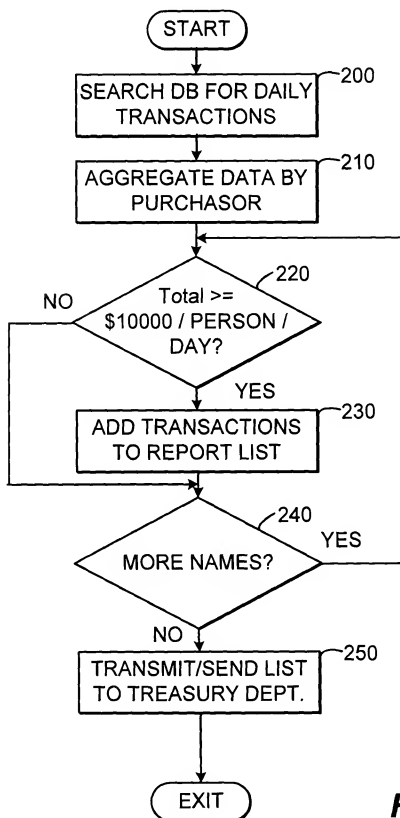 START
SEARCH DB FOR DAILY
TRANSACTIONS
200
AGGREGATE DATA BY
PURCHASOR
210
Total >=
$10000 / PERSON /
DAY?
220
NO
YES
ADD TRANSACTIONS
TO REPORT LIST
230
MORE NAMES?
240
YES
NO
TRANSMIT/SEND LIST
TO TREASURY DEPT.
250
EXIT